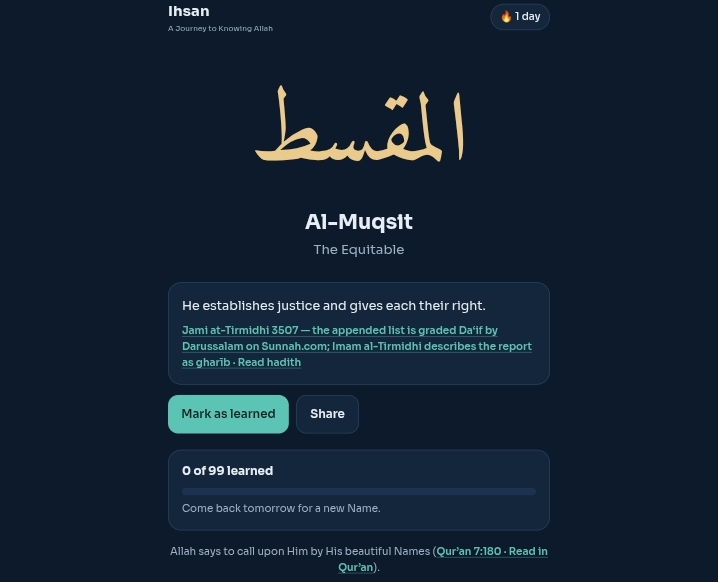 Ihsan
A Journey to Knowing Allah
🔥 1 day
المقسط
Al-Muqsit
The Equitable
He establishes justice and gives each their right.
Jami at-Tirmidhi 3507 — the appended list is graded Da‘if by
Darussalam on Sunnah.com; Imam al-Tirmidhi describes the report
as gharīb · Read hadith
Mark as learned
Share
0 of 99 learned
Come back tomorrow for a new Name.
Allah says to call upon Him by His beautiful Names (Qur’an 7:180 · Read in
Qur’an).